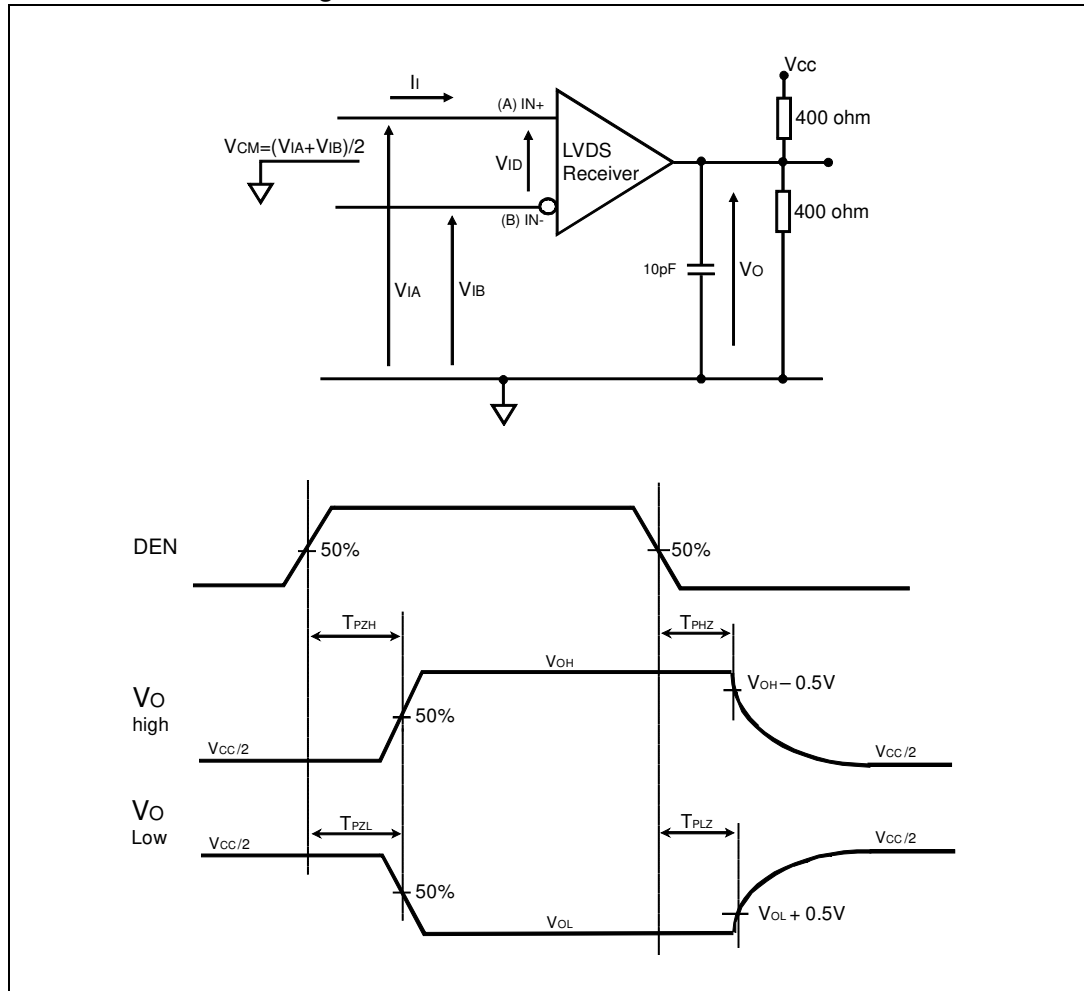 Vcc
II
(A) IN+
400 ohm
VCM=(VIA+VIB)/2
VID
LVDS
Receiver
(B) IN-
400 ohm
10pF
VO
VIA
VIB
DEN
50%
50%
TPZH
TPHZ
VOH
VOH – 0.5V
VO
high
50%
VCC/2
VCC/2
VO
Low
TPZL
TPLZ
VCC/2
VCC/2
50%
VOL
VOL + 0.5V